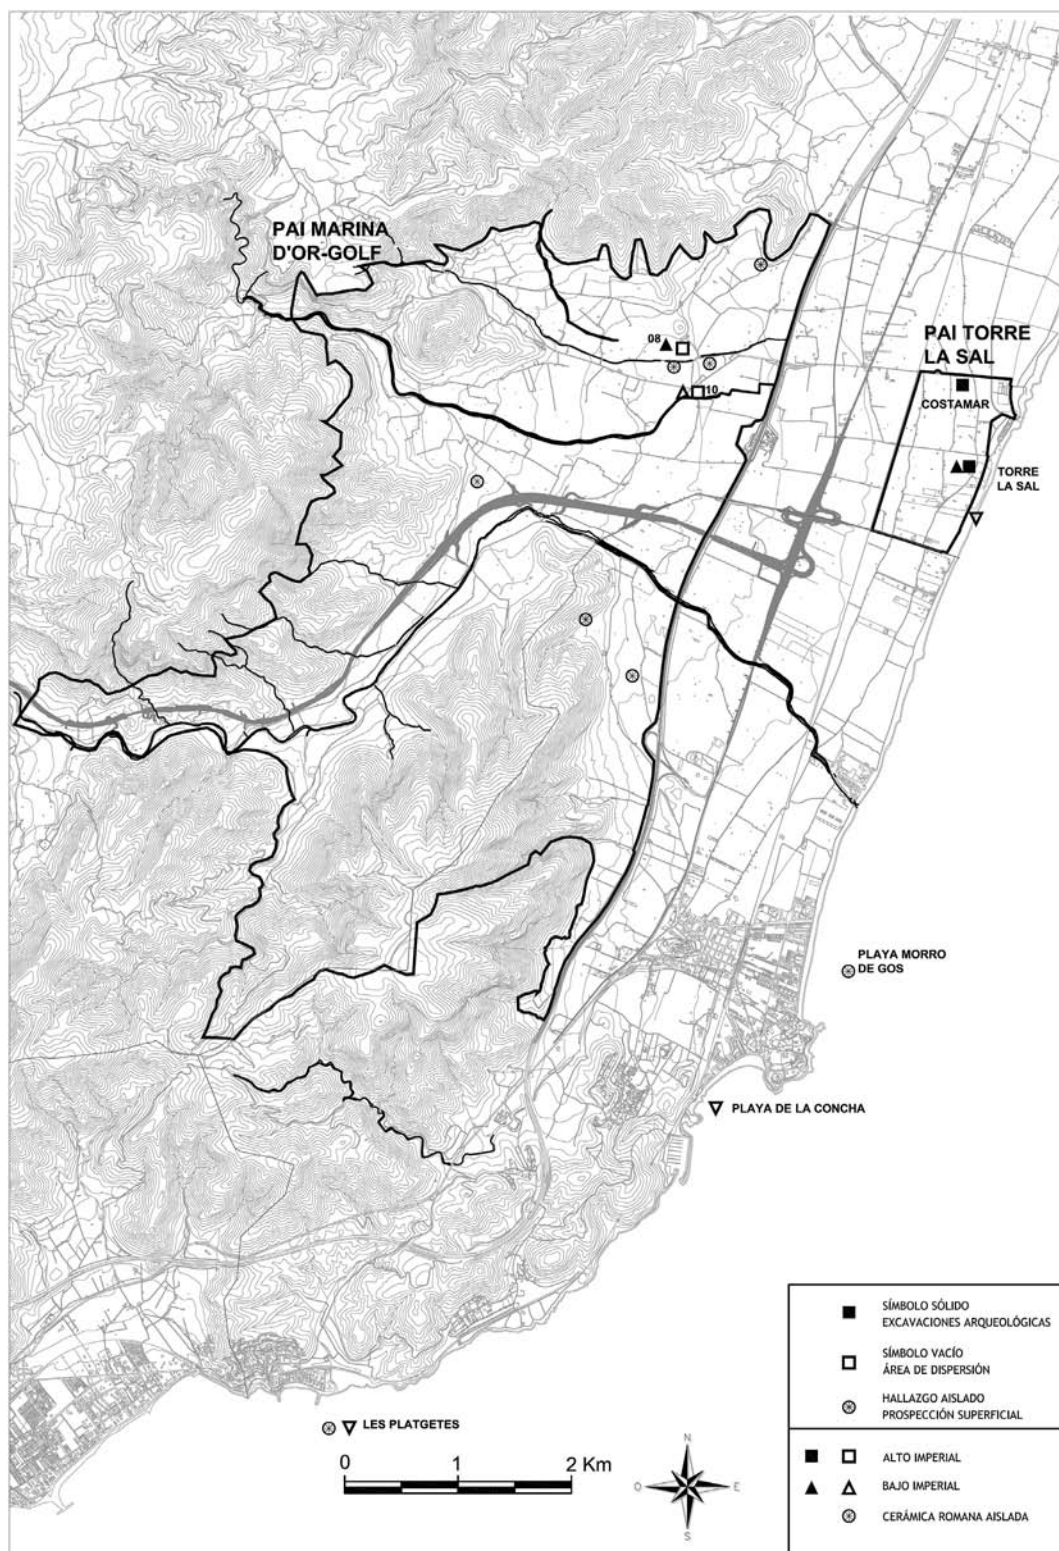 PAI MARINA
D'OR-GOLF
08
10
PAI TORRE
LA SAL
COSTAMAR
TORRE
LA SAL
PLAYA MORRO
DE GOS
PLAYA DE LA CONCHA
LES PLATGETES
0 1 2 Km
N
O E
S
SÍMBOLO SÓLIDO
EXCAVACIONES ARQUEOLÓGICAS
SÍMBOLO VACÍO
ÁREA DE DISPERSIÓN
HALLAZGO AISLADO
PROSPECCIÓN SUPERFICIAL
ALTO IMPERIAL
BAJO IMPERIAL
CERÁMICA ROMANA AISLADA